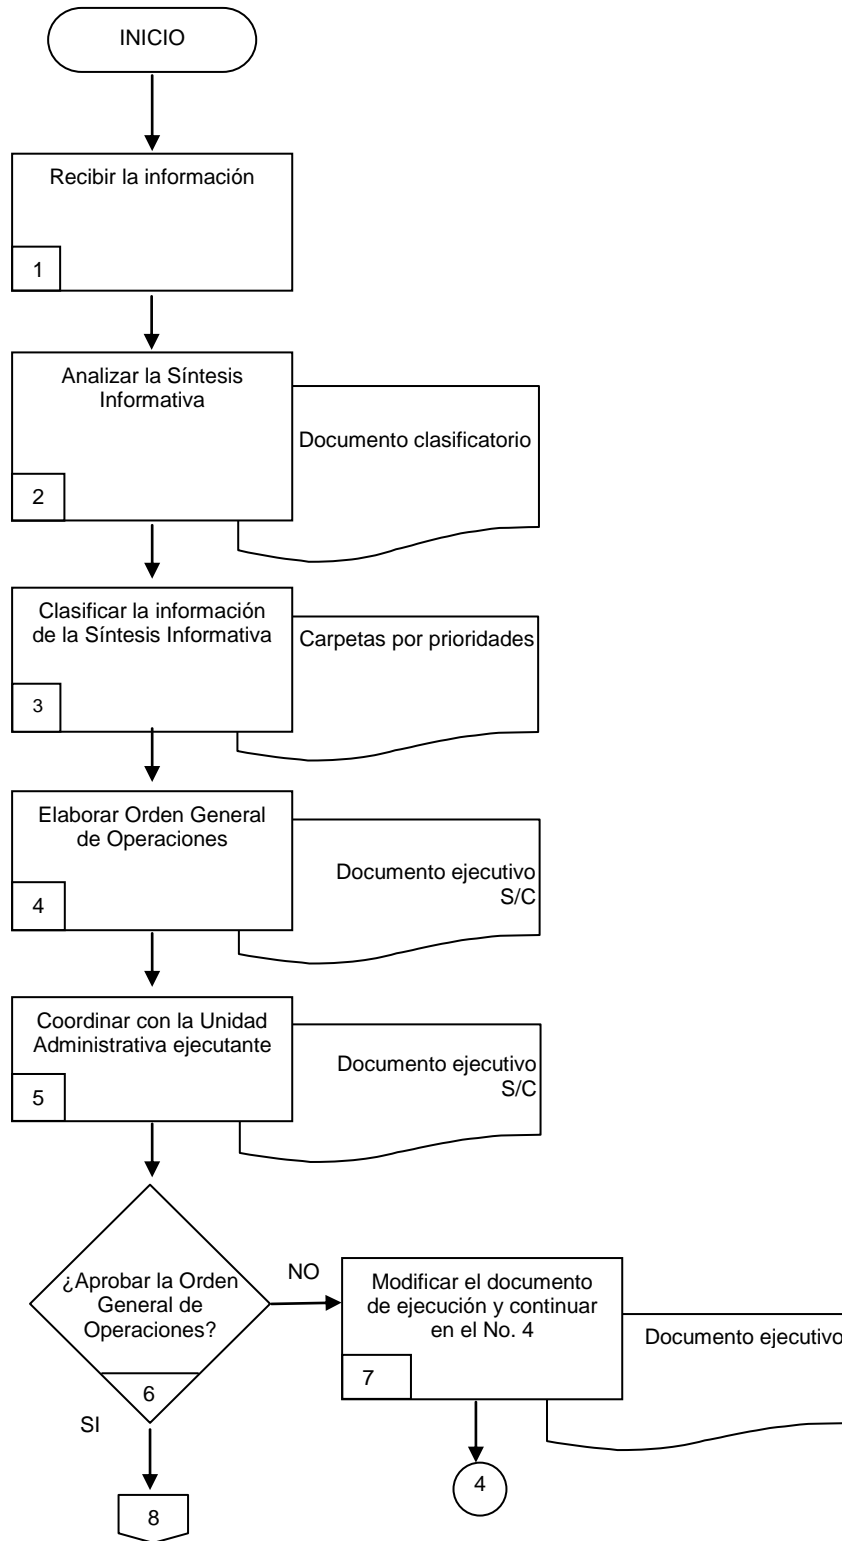 INICIO
Recibir la información
1
Analizar la Síntesis
Informativa
Documento clasificatorio
2
Clasificar la información
de la Síntesis Informativa
Carpetas por prioridades
3
Elaborar Orden General
de Operaciones
Documento ejecutivo
S/C
4
Coordinar con la Unidad
Administrativa ejecutante
Documento ejecutivo
S/C
5
¿Aprobar la Orden
General de
Operaciones?
6
NO
Modificar el documento
de ejecución y continuar
en el No. 4
Documento ejecutivo
7
SI
4
8